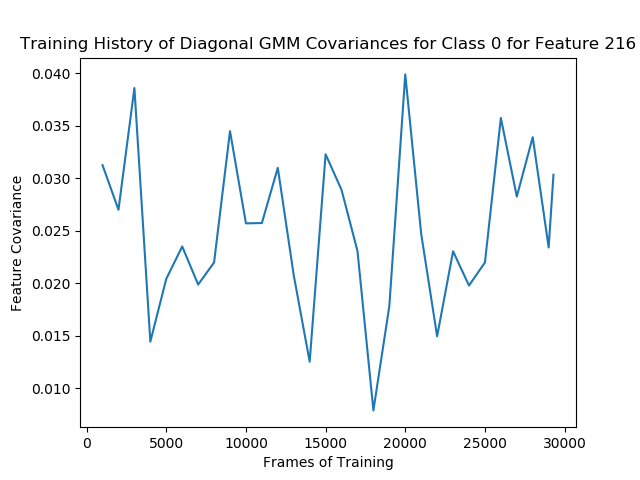 Training History of Diagonal GMM Covariances for Class 0 for Feature 216
0.040
0.035
0.030
0.025
0.020
0.015
0.010
Feature Covariance
0 5000 10000 15000 20000 25000 30000
Frames of Training